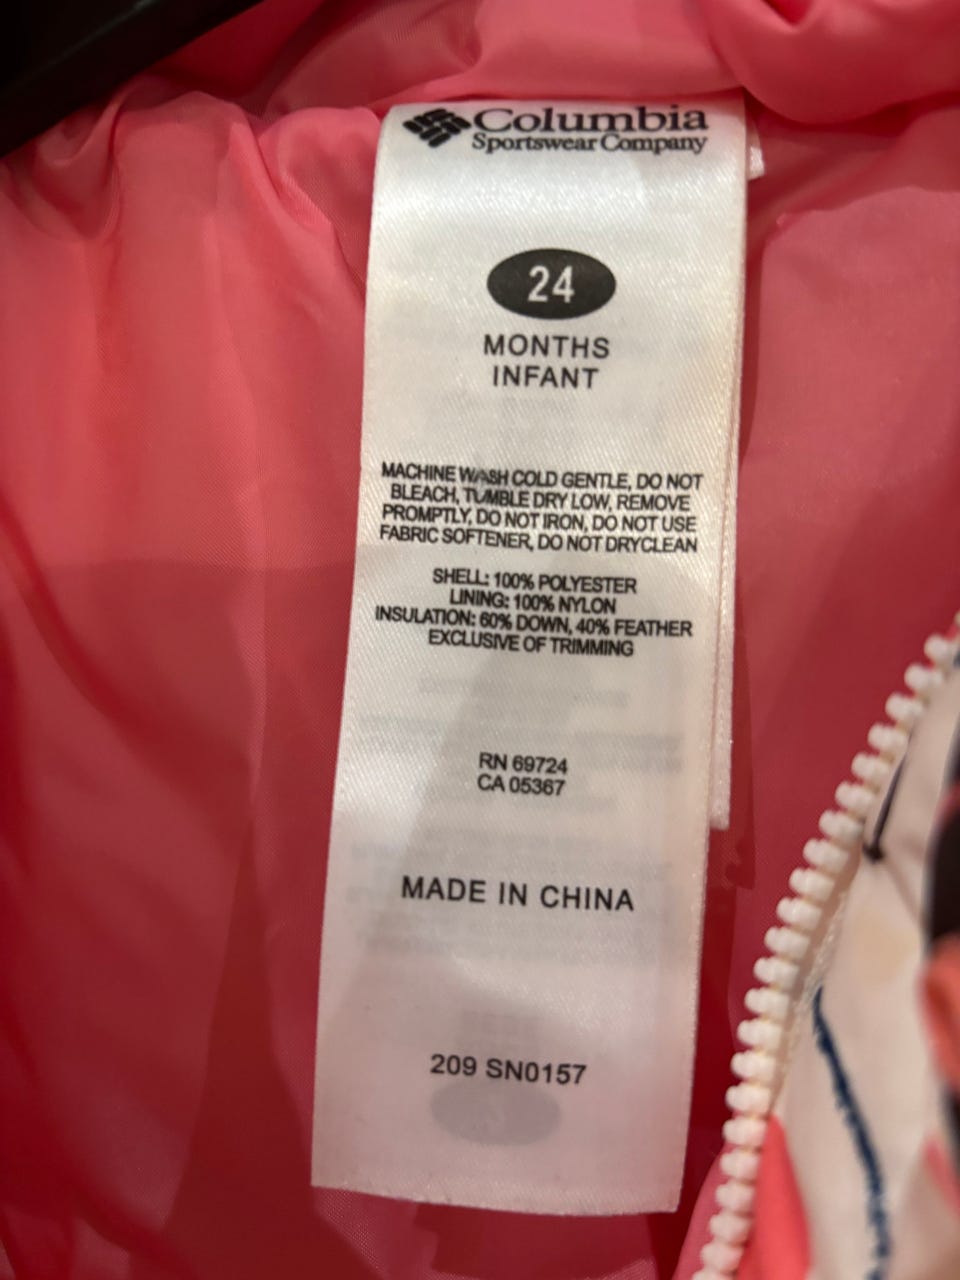 Columbia
Sportswear Company
24
MONTHS
INFANT
MACHINE WASH COLD GENTLE, DO NOT
BLEACH, TUMBLE DRY LOW, REMOVE
PROMPTLY, DO NOT IRON, DO NOT USE
FABRIC SOFTENER, DO NOT DRYCLEAN
SHELL: 100% POLYESTER
LINING: 100% NYLON
INSULATION: 60% DOWN, 40% FEATHER
EXCLUSIVE OF TRIMMING
RN 69724
CA 05367
MADE IN CHINA
209 SN0157